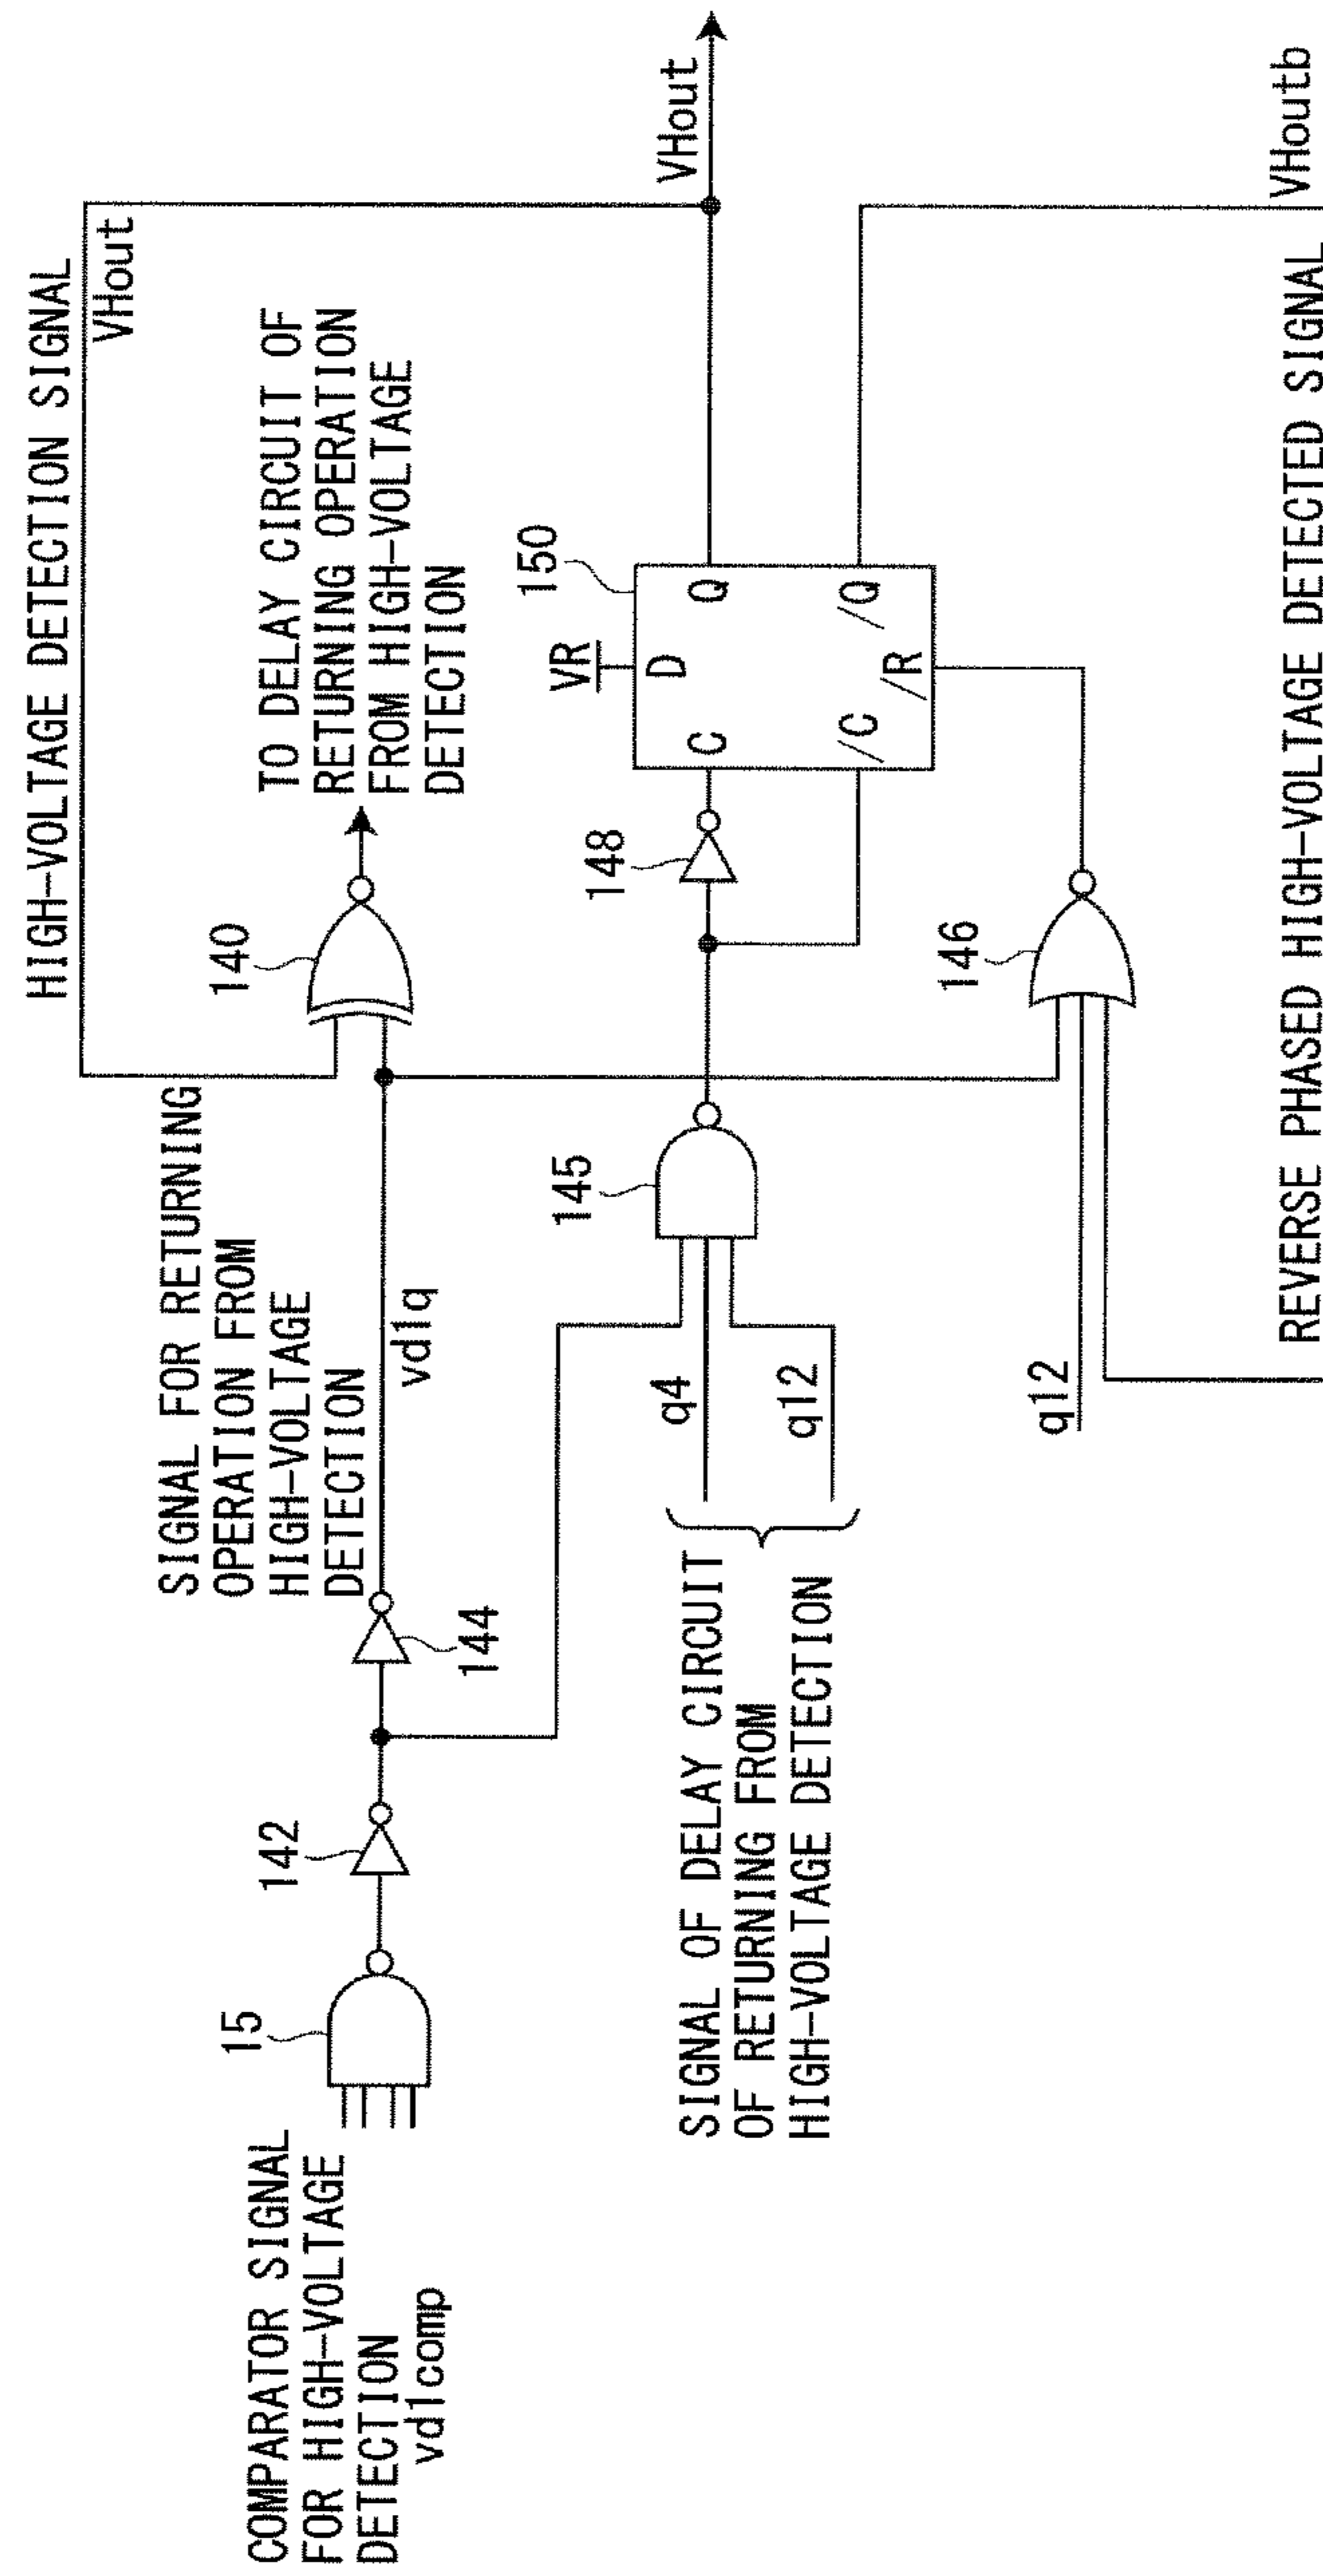 HIGH-VOLTAGE DETECTION SIGNAL
VHout
VHout
TO DELAY CIRCUIT OF
RETURNING OPERATION
FROM HIGH-VOLTAGE
DETECTION
140
SIGNAL FOR RETURNING
OPERATION FROM
HIGH-VOLTAGE
DETECTION
vd1q
144
142
15
COMPARATOR SIGNAL
FOR HIGH-VOLTAGE
DETECTION
vd1comp
150
VR
D
C
Q
/C
/Q
/R
148
145
q4
q12
SIGNAL OF DELAY CIRCUIT
OF RETURNING FROM
HIGH-VOLTAGE DETECTION
146
q12
VHoutb
REVERSE PHASED HIGH-VOLTAGE DETECTED SIGNAL